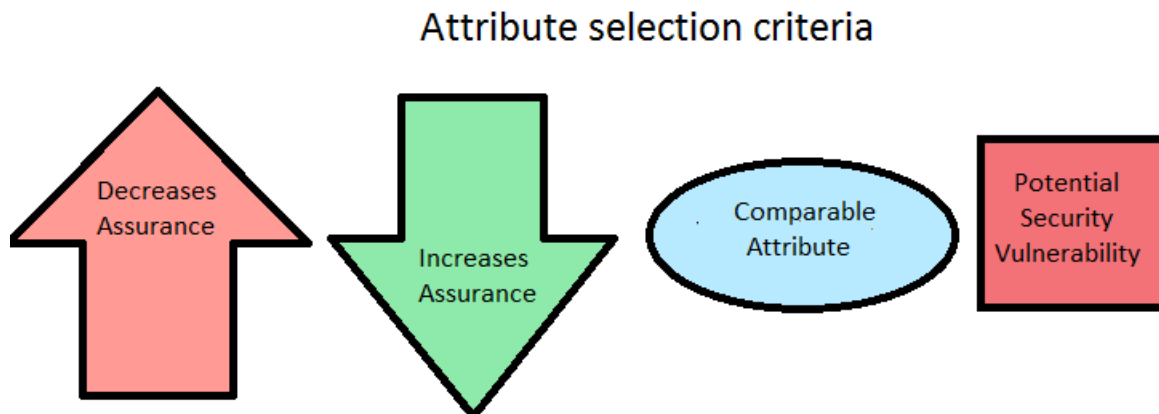 Attribute selection criteria
Decreases
Assurance
Increases
Assurance
Comparable
Attribute
Potential
Security
Vulnerability